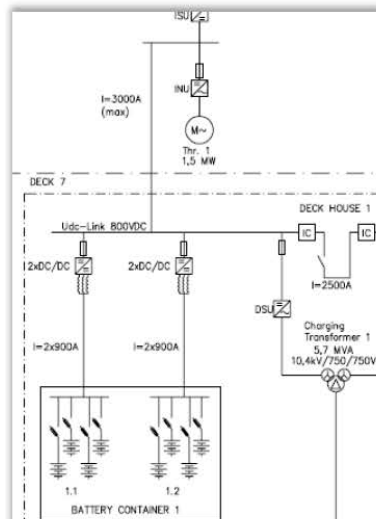 ISU
I=3000A
(max)
INU
M~
Thr. 1
1,5 MW
DECK 7
DECK HOUSE 1
Udc-Link 800VDC
IC
IC
2xDC/DC
2xDC/DC
I=2500A
DSU
Charging
Transformer 1
5,7 MVA
10,4kV/750/750V
I=2x900A
I=2x900A
1.1
1.2
BATTERY CONTAINER 1